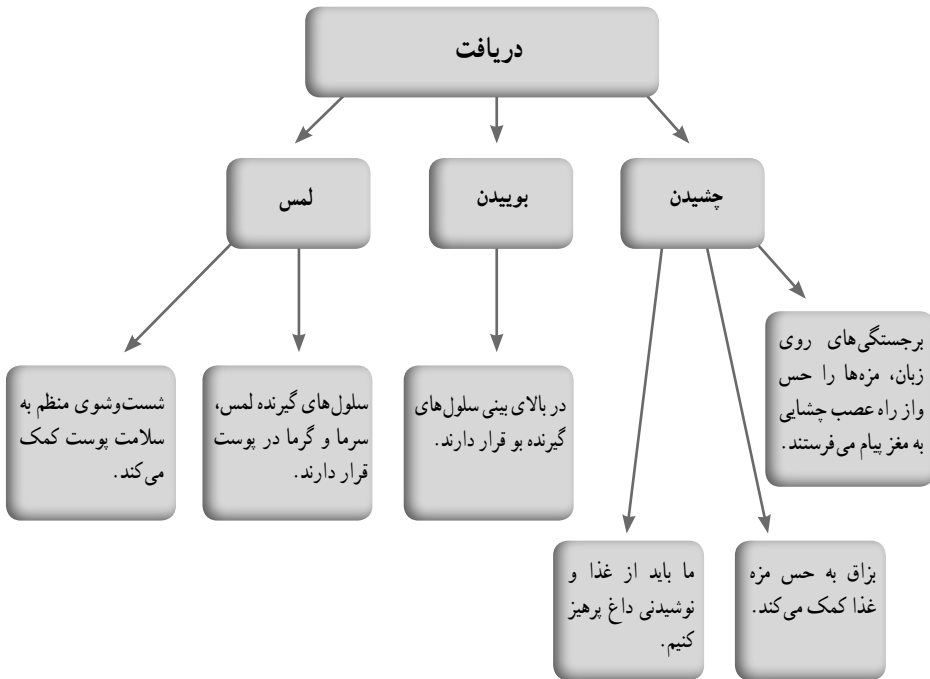 دریافت
چشیدن
بوییدن
لمس
برجستگی‌های روی
زبان، مزه‌ها را حس
واز راه عصب چشایی
به مغز پیام می‌فرستند.
در بالای بینی سلول‌های
گیرنده بو قرار دارند.
سلول‌های گیرنده لمس،
سرما و گرما در پوست
قرار دارند.
شست‌وشوی منظم به
سلامت پوست کمک
می‌کند.
بزاق به حس مزه
غذا کمک می‌کند.
ما باید از غذا و
نوشیدنی داغ پرهیز
کنیم.